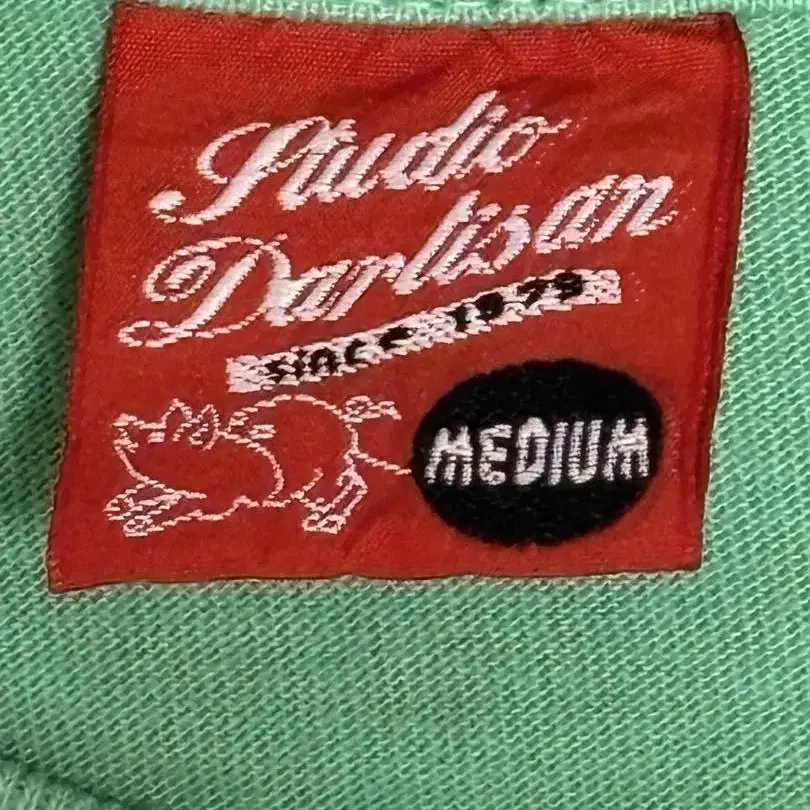 Studio
Dartisan
SINCE 1979
MEDIUM